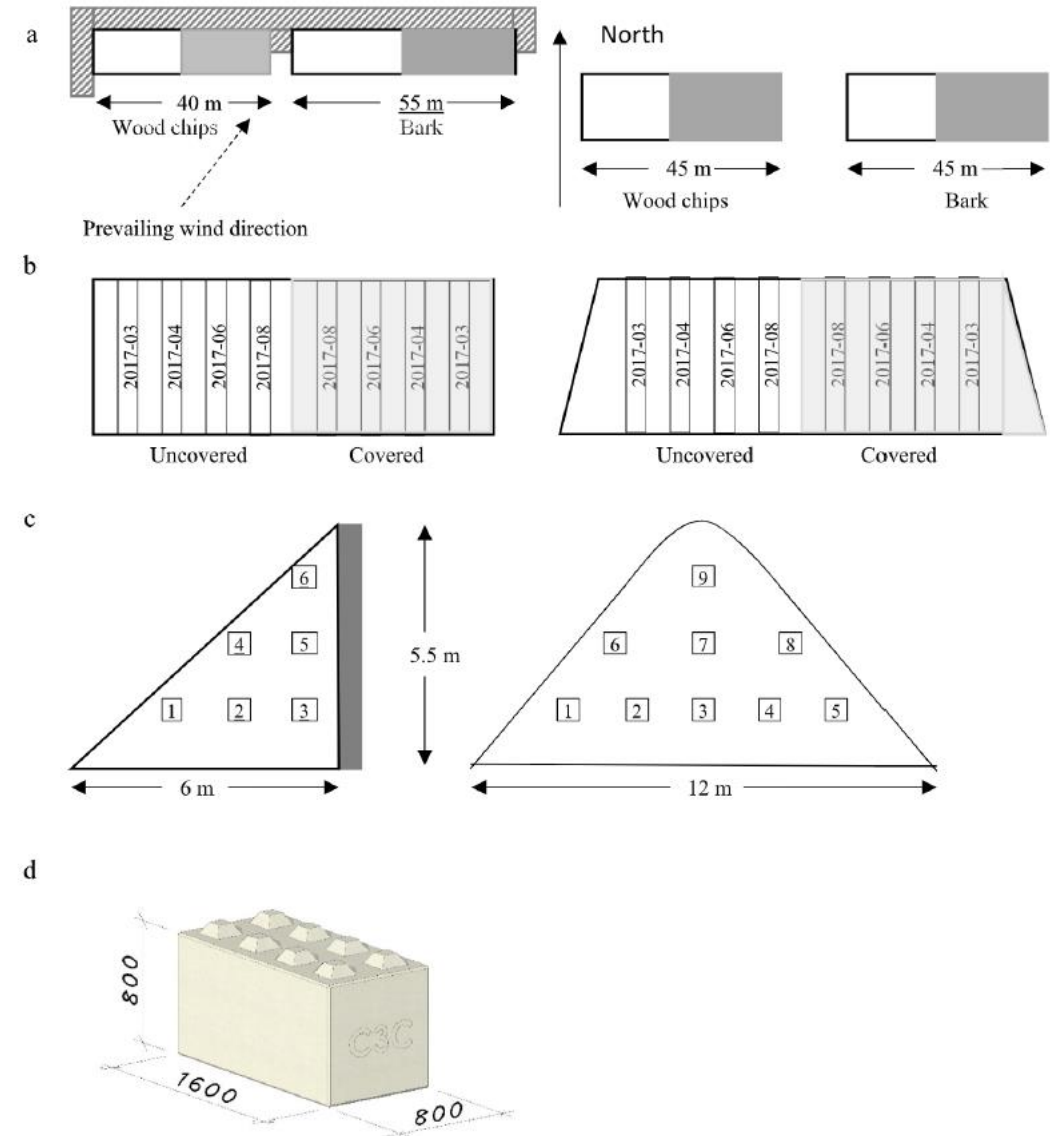 a
North
40 m
55 m
Wood chips
Bark
45 m
45 m
Wood chips
Bark
Prevailing wind direction
b
2017-03
2017-04
2017-06
2017-08
2017-08
2017-06
2017-04
2017-03
2017-03
2017-04
2017-06
2017-08
2017-08
2017-06
2017-04
2017-03
Uncovered
Covered
Uncovered
Covered
c
6
4
5
1
2
3
6 m
5.5 m
9
6
7
8
1
2
3
4
5
12 m
d
800
1600
800
C3C